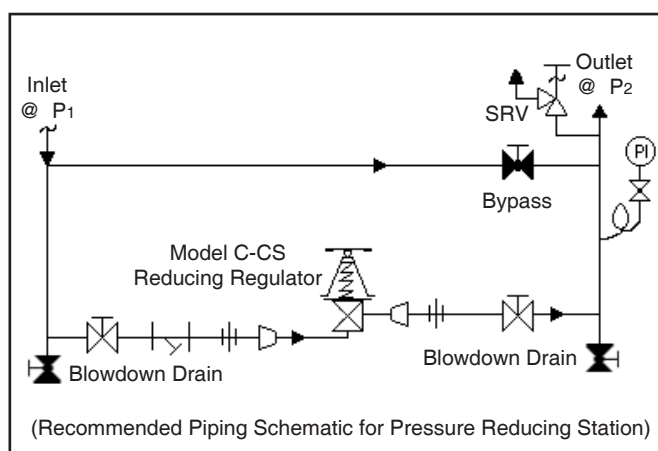 Inlet
@ P1
Outlet
@ P2
SRV
PI
Bypass
Model C-CS
Reducing Regulator
Blowdown Drain
Blowdown Drain
(Recommended Piping Schematic for Pressure Reducing Station)